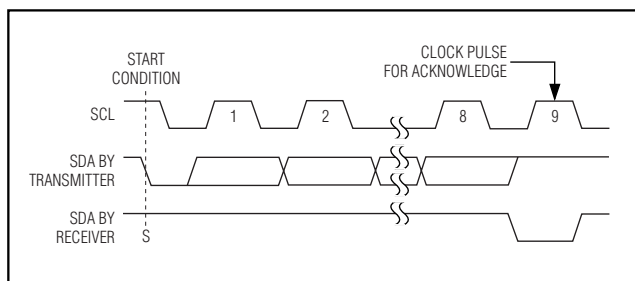 START
CONDITION
CLOCK PULSE
FOR ACKNOWLEDGE
SCL
1
2
8
9
SDA BY
TRANSMITTER
SDA BY
RECEIVER
S